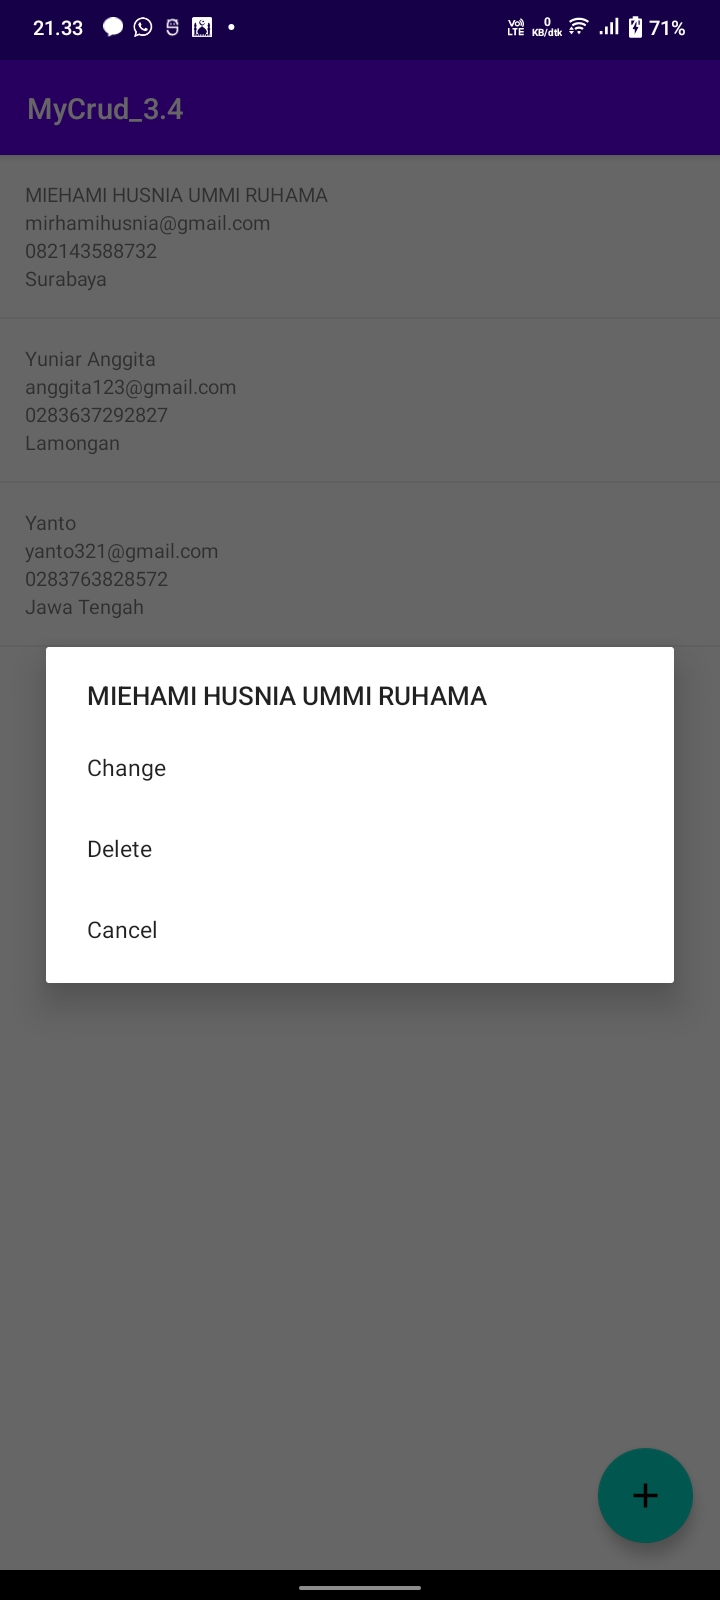 21.33
Vo)) LTE 0 KB/dtk 71%
MyCrud_3.4
MIEHAMI HUSNIA UMMI RUHAMA
mirhamihusnia@gmail.com
082143588732
Surabaya
Yuniar Anggita
anggita123@gmail.com
0283637292827
Lamongan
Yanto
yanto321@gmail.com
0283763828572
Jawa Tengah
MIEHAMI HUSNIA UMMI RUHAMA
Change
Delete
Cancel